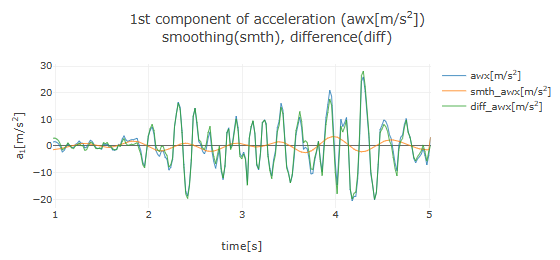 1st component of acceleration (awx[m/s²])
smoothing(smth), difference(diff)
30
20
10
0
−10
−20
a₁[m/s²]
1
2
3
4
5
time[s]
awx[m/s²]
smth_awx[m/s²]
diff_awx[m/s²]